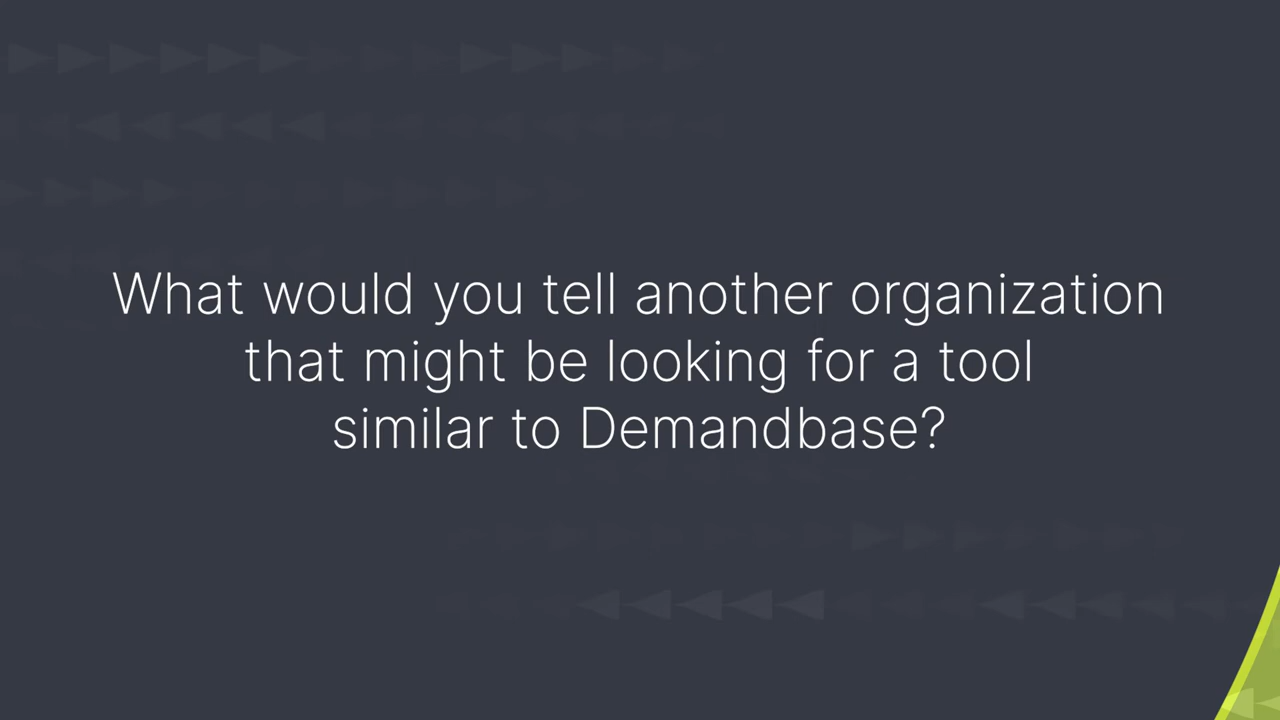 What would you tell another organization
that might be looking for a tool
similar to Demandbase?